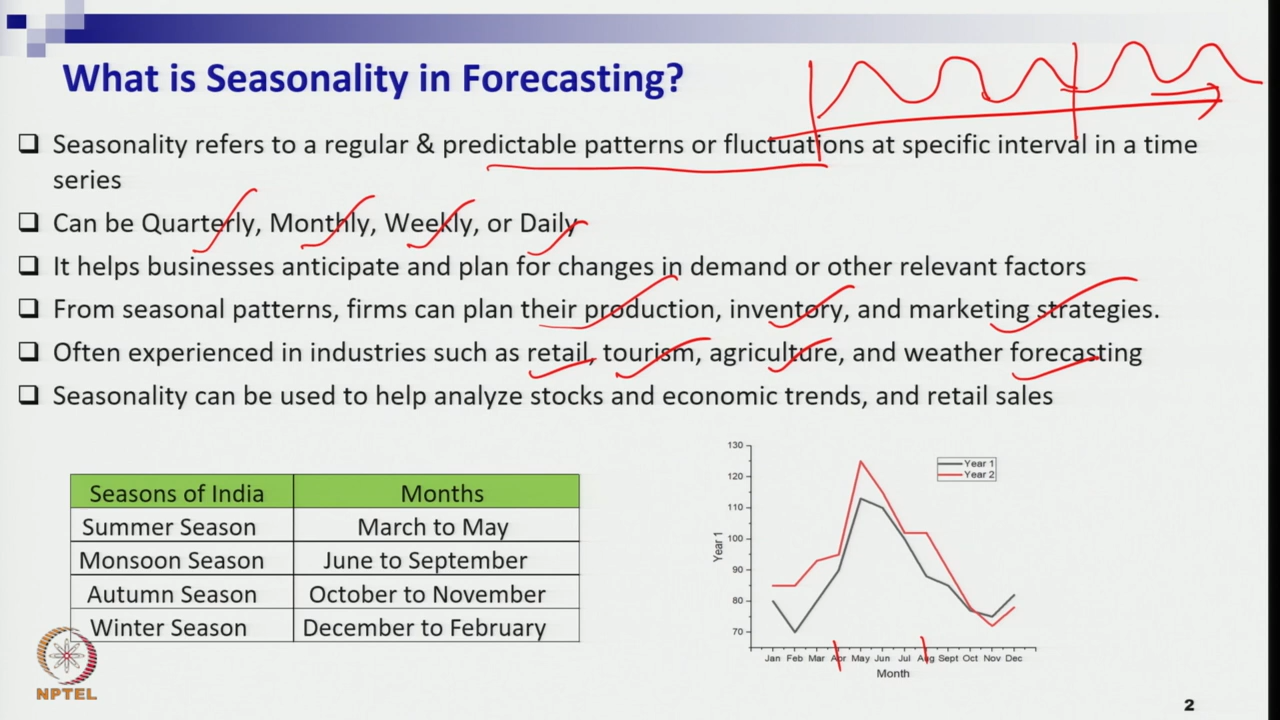 What is Seasonality in Forecasting?
❑ Seasonality refers to a regular & predictable patterns or fluctuations at specific interval in a time
series
❑ Can be Quarterly, Monthly, Weekly, or Daily
❑ It helps businesses anticipate and plan for changes in demand or other relevant factors
❑ From seasonal patterns, firms can plan their production, inventory, and marketing strategies.
❑ Often experienced in industries such as retail, tourism, agriculture, and weather forecasting
❑ Seasonality can be used to help analyze stocks and economic trends, and retail sales
Seasons of India Months
Summer Season March to May
Monsoon Season June to September
Autumn Season October to November
Winter Season December to February
130
120
110
100
90
80
70
Year 1
Year 1
Year 2
Jan Feb Mar Apr May Jun Jul Aug Sept Oct Nov Dec
Month
NPTEL
2